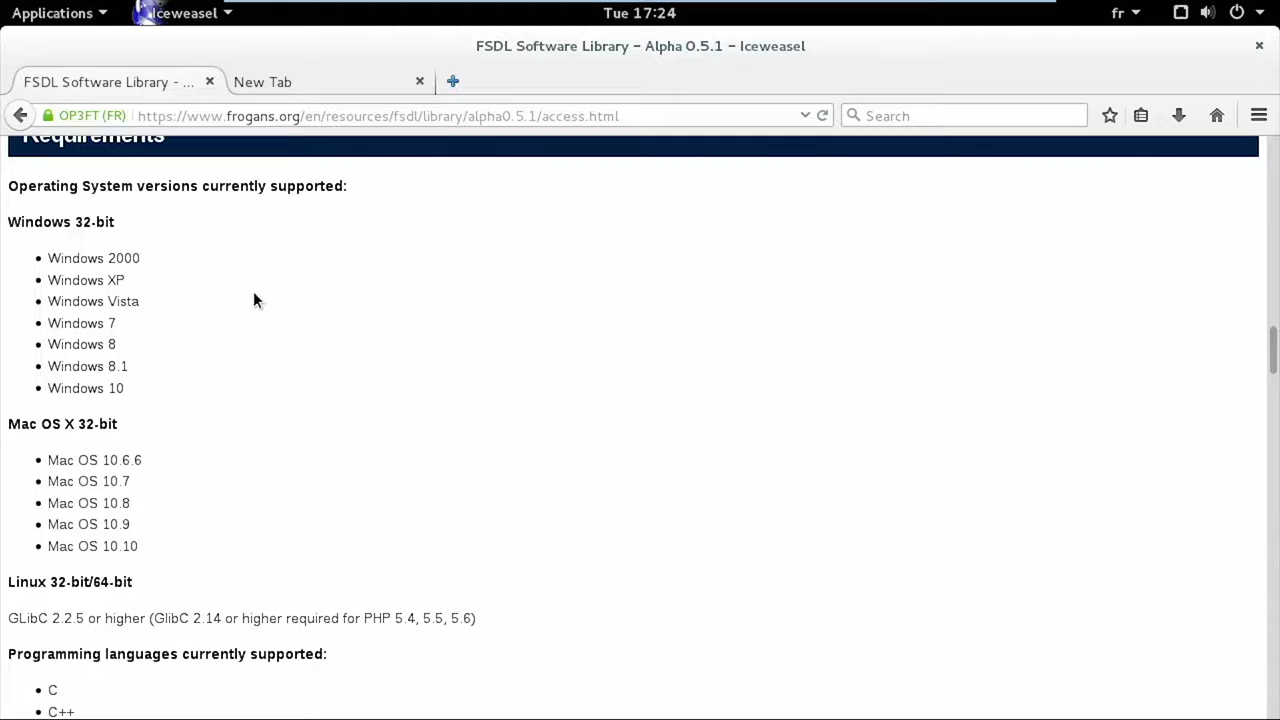 Applications Iceweasel Tue 17:24 fr
FSDL Software Library – Alpha 0.5.1 – Iceweasel
FSDL Software Library - ... New Tab
OP3FT (FR) https://www.frogans.org/en/resources/fsdl/library/alpha0.5.1/access.html Search
Requirements
Operating System versions currently supported:
Windows 32-bit
• Windows 2000
• Windows XP
• Windows Vista
• Windows 7
• Windows 8
• Windows 8.1
• Windows 10
Mac OS X 32-bit
• Mac OS 10.6.6
• Mac OS 10.7
• Mac OS 10.8
• Mac OS 10.9
• Mac OS 10.10
Linux 32-bit/64-bit
GLibC 2.2.5 or higher (GlibC 2.14 or higher required for PHP 5.4, 5.5, 5.6)
Programming languages currently supported:
• C
• C++